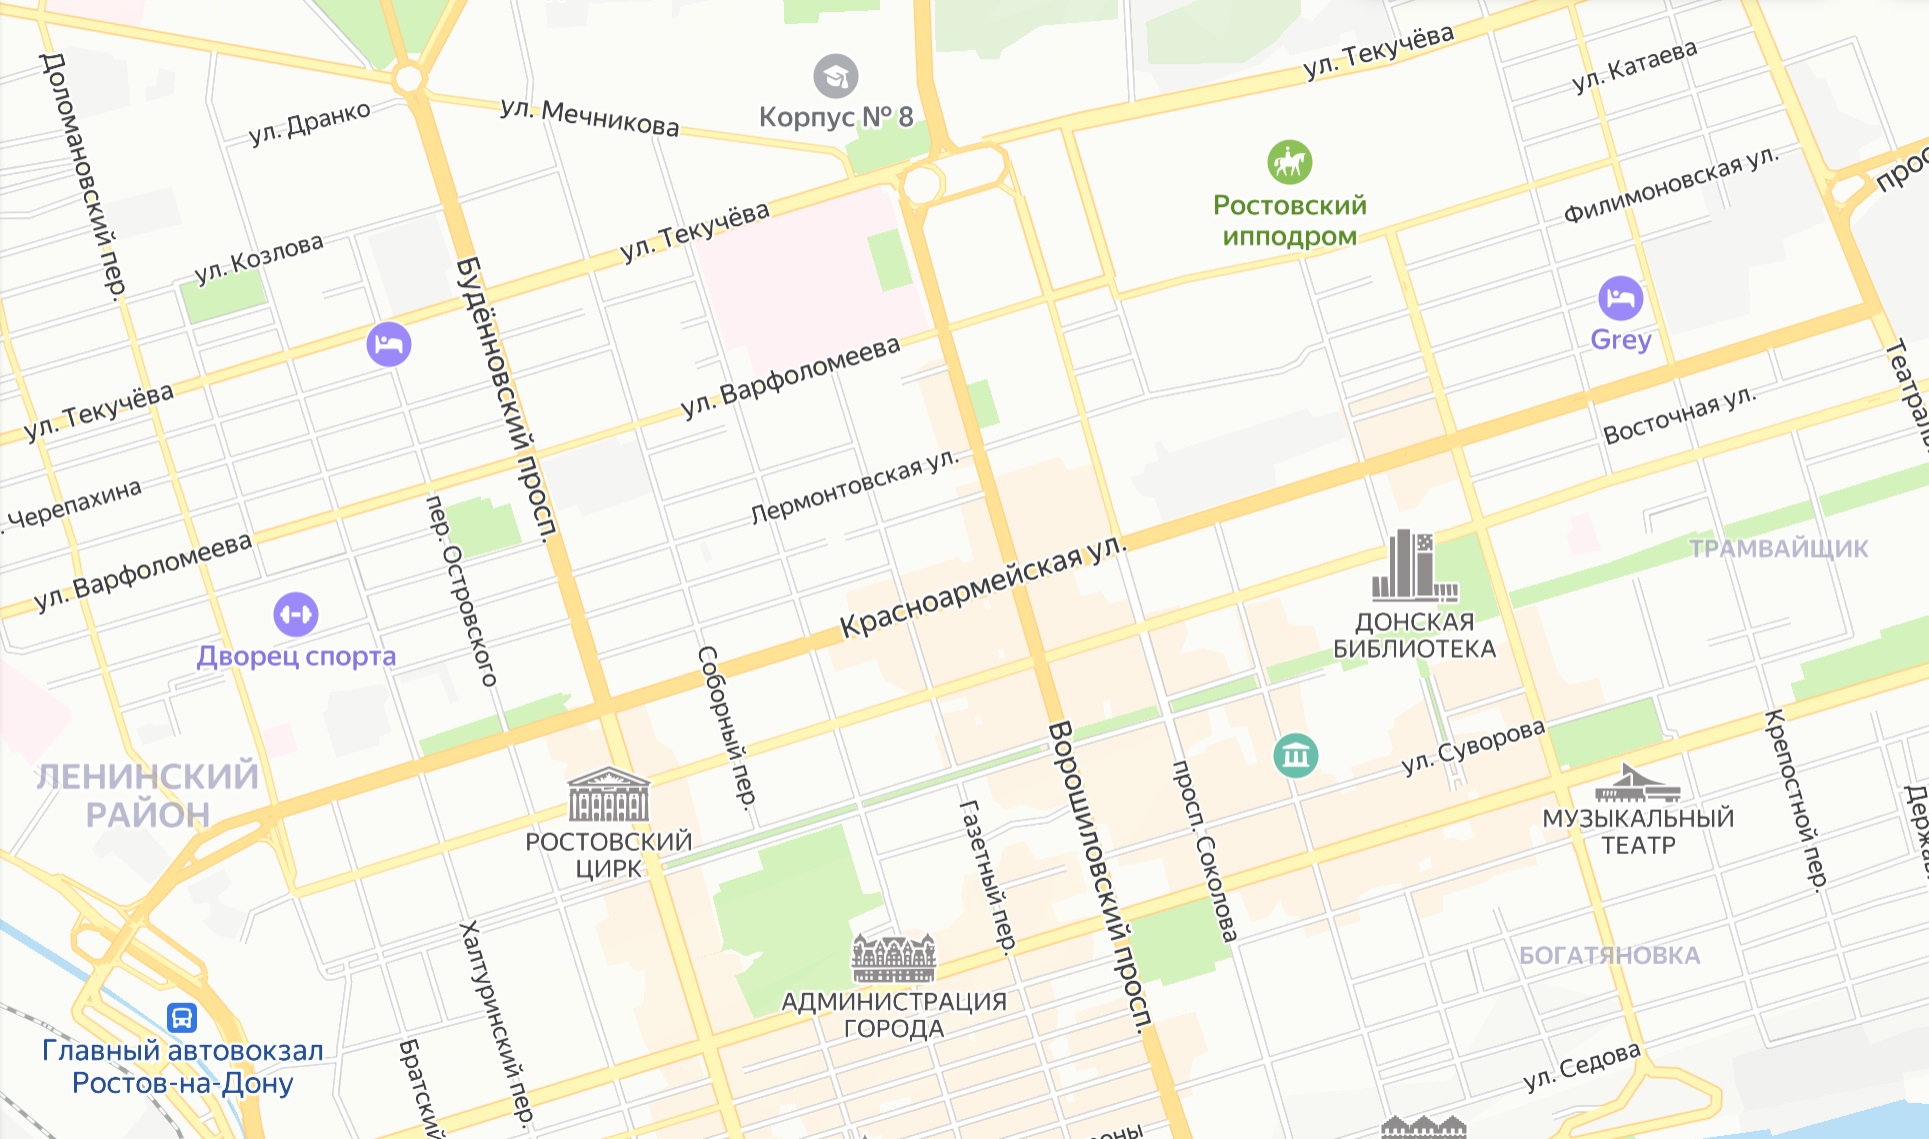 ул. Текучёва
ул. Катаева
Доломановский пер.
ул. Дранко
ул. Мечникова
Корпус № 8
Филимоновская ул.
Ростовский
ипподром
ул. Текучёва
ул. Козлова
Будённовский просп.
Grey
ул. Варфоломеева
ул. Текучёва
Восточная ул.
Лермонтовская ул.
Черепахина
пер. Островского
ул. Варфоломеева
Красноармейская ул.
ТРАМВАЙЩИК
ДОНСКАЯ
БИБЛИОТЕКА
Дворец спорта
Соборный пер.
Ворошиловский просп.
ул. Суворова
Крепостной пер.
ЛЕНИНСКИЙ
РАЙОН
РОСТОВСКИЙ
ЦИРК
Газетный пер.
просп. Соколова
МУЗЫКАЛЬНЫЙ
ТЕАТР
Халтуринский пер.
БОГАТЯНОВКА
АДМИНИСТРАЦИЯ
ГОРОДА
Главный автовокзал
Ростов-на-Дону
Братский
ул. Седова